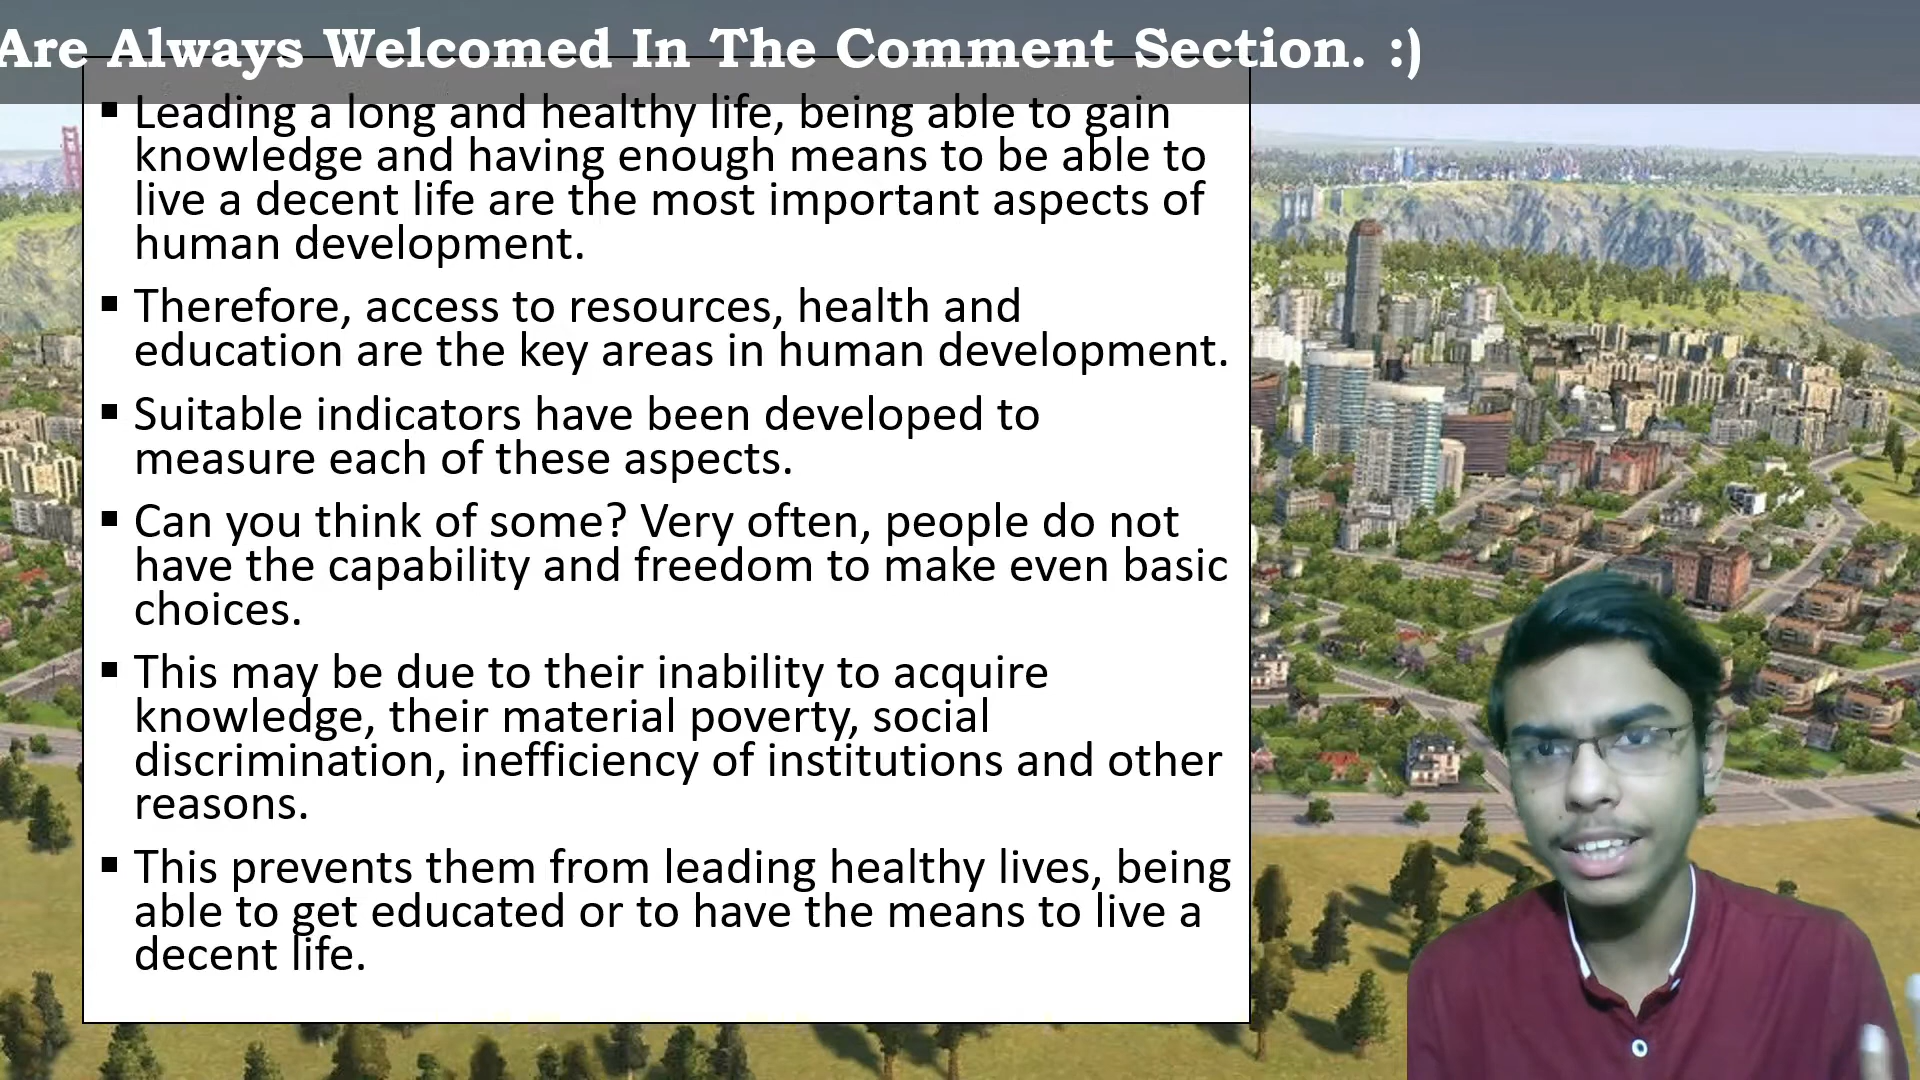 Are Always Welcomed In The Comment Section. :)
▪ Leading a long and healthy life, being able to gain
knowledge and having enough means to be able to
live a decent life are the most important aspects of
human development.
▪ Therefore, access to resources, health and
education are the key areas in human development.
▪ Suitable indicators have been developed to
measure each of these aspects.
▪ Can you think of some? Very often, people do not
have the capability and freedom to make even basic
choices.
▪ This may be due to their inability to acquire
knowledge, their material poverty, social
discrimination, inefficiency of institutions and other
reasons.
▪ This prevents them from leading healthy lives, being
able to get educated or to have the means to live a
decent life.